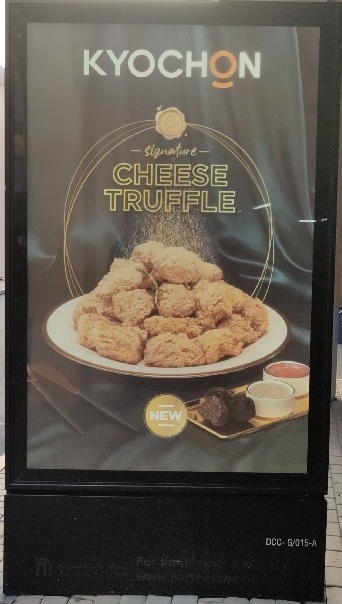 KYOCHON
signature
CHEESE
TRUFFLE
NEW
DCC- G/015-A